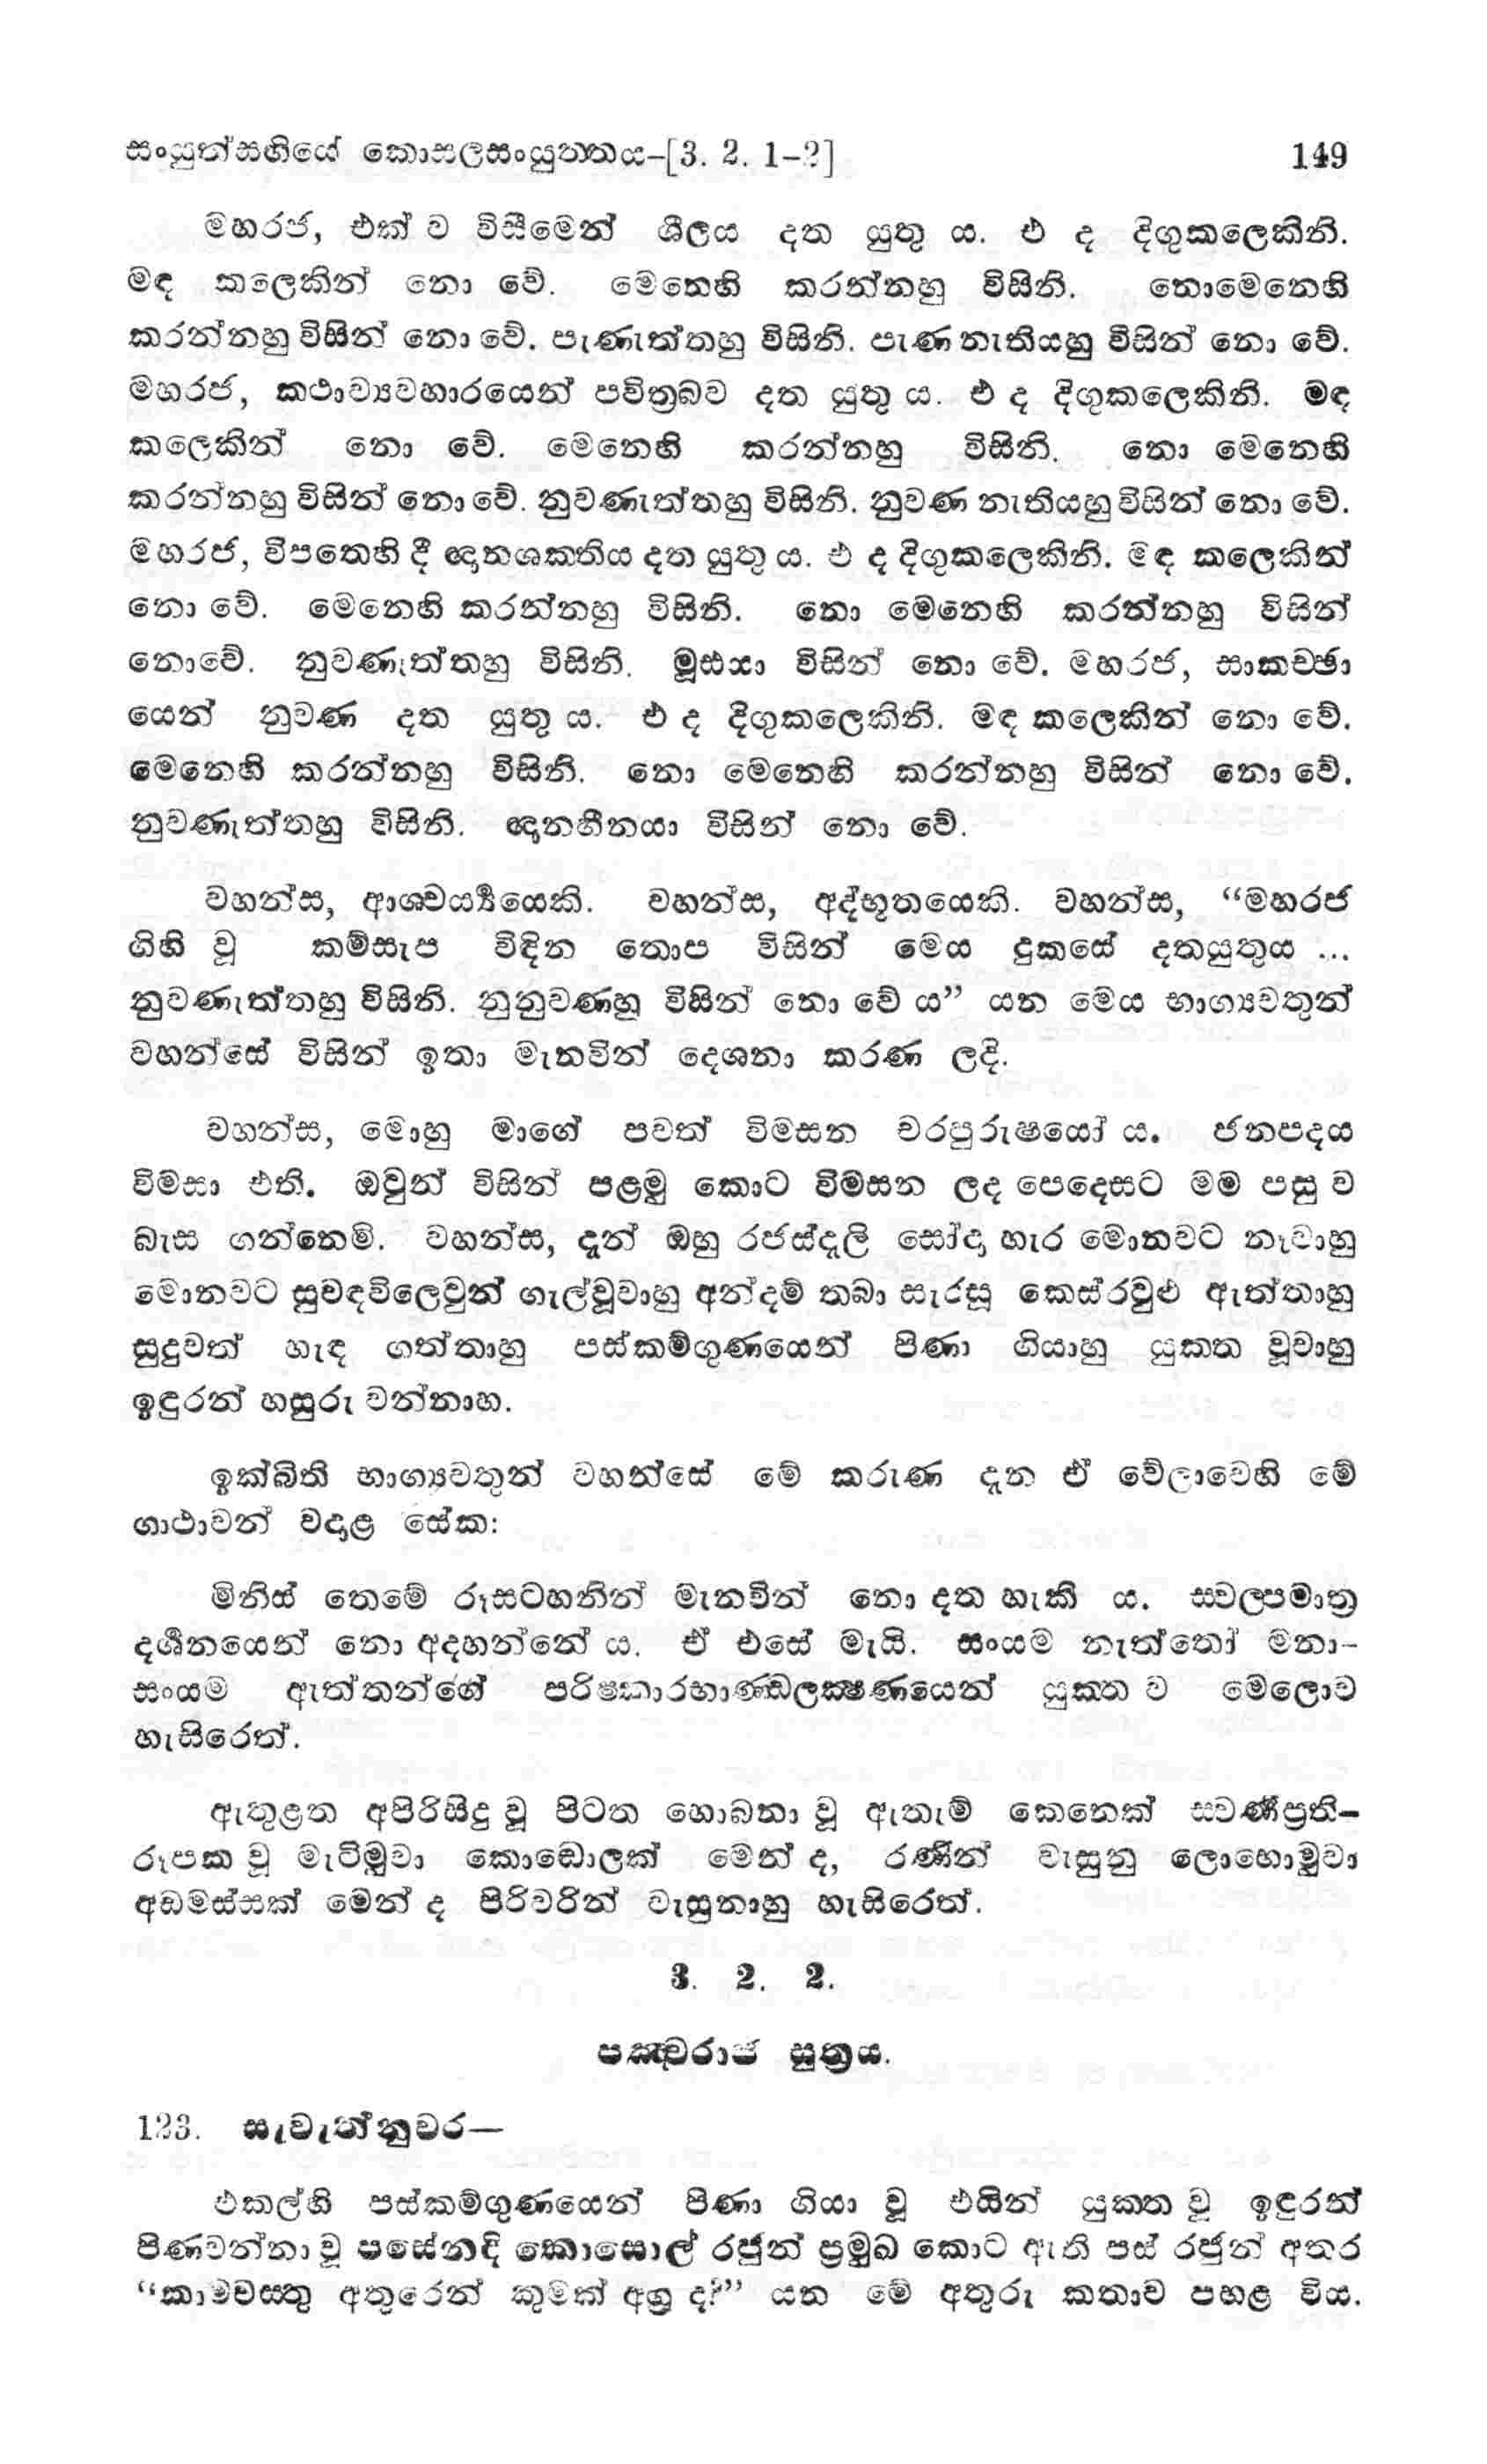 සංයුත්සඟියේ කොසලසංයුත්තය–[3. 2. 1–2] 149
මහරජ, එක් ව විසීමෙන් ශීලය දත යුතු ය. එ ද දිගුකලෙකිනි.
මඳ කලෙකින් නො වේ. මෙනෙහි කරන්නහු විසිනි. නොමෙනෙහි
කරන්නහු විසින් නො වේ. පැණැත්තහු විසිනි. පැණ නැතියහු විසින් නො වේ.
මහරජ, කථාව්‍යවහාරයෙන් පවිත්‍රබව දත යුතු ය. එ ද දිගුකලෙකිනි. මඳ
කලෙකින් නො වේ. මෙනෙහි කරන්නහු විසිනි. නො මෙනෙහි
කරන්නහු විසින් නො වේ. නුවණැත්තහු විසිනි. නුවණ නැතියහු විසින් නො වේ.
මහරජ, විපතෙහි දී ඥානශක්තිය දත යුතු ය. එ ද දිගුකලෙකිනි. මඳ කලෙකින්
නො වේ. මෙනෙහි කරන්නහු විසිනි. නො මෙනෙහි කරන්නහු විසින්
නොවේ. නුවණැත්තහු විසිනි. මූඪයා විසින් නො වේ. මහරජ, සාකච්ඡා
යෙන් නුවණ දත යුතු ය. එ ද දිගුකලෙකිනි. මඳ කලෙකින් නො වේ.
මෙනෙහි කරන්නහු විසිනි. නො මෙනෙහි කරන්නහු විසින් නො වේ.
නුවණැත්තහු විසිනි. ඥානහීනයා විසින් නො වේ.
වහන්ස, ආශ්චර්‍ය්‍යයෙකි. වහන්ස, අද්භූතයෙකි. වහන්ස, “මහරජ
ගිහි වූ කම්සැප විඳින තොප විසින් මෙය දුකසේ දතයුතුය ...
නුවණැත්තහු විසිනි. නුනුවණහු විසින් නො වේ ය” යන මෙය භාග්‍යවතුන්
වහන්සේ විසින් ඉතා මැනවින් දෙශනා කරණ ලදි.
වහන්ස, මොහු මාගේ පවත් විමසන චරපුරුෂයෝ ය. ජනපදය
විමසා එති. ඔවුන් විසින් පළමු කොට විමසන ලද පෙදෙසට මම පසු ව
බැස ගන්නෙමි. වහන්ස, දැන් ඔහු රජස්දැලි සෝදා හැර මොනවට නෑවාහු
මොනවට සුවඳවිලෙවුන් ගැල්වූවාහු අන්දම් තබා සැරසූ කෙස්රවුළු ඇත්තාහු
සුදුවත් හැඳ ගත්තාහු පස්කම්ගුණයෙන් පිණා ගියාහු යුක්ත වූවාහු
ඉඳුරන් හසුරු වන්නාහ.
ඉක්බිති භාග්‍යවතුන් වහන්සේ මේ කරුණ දැන ඒ වේලාවෙහි මේ
ගාථාවන් වදාළ සේක:
මිනිස් තෙමේ රූසටහනින් මැනවින් නො දත හැකි ය. ස්වල්පමාත්‍ර
දර්ශනයෙන් නො අදහන්නේ ය. ඒ එසේ මැයි. සංයම නැත්තෝ මනා-
සංයම ඇත්තන්ගේ පරිෂ්කාරභාණ්ඩලක්ෂණයෙන් යුක්ත ව මෙලොව
හැසිරෙත්.
ඇතුළත අපිරිසිදු වූ පිටත හොබනා වූ ඇතැම් කෙනෙක් ස්වර්ණප්‍රති-
රූපක වූ මැටිමුවා කොඩොලක් මෙන් ද, රණින් වැසුනු ලොහොමුවා
අඩමස්සක් මෙන් ද පිරිවරින් වැසුනාහු හැසිරෙත්.
3. 2. 2.
පඤ්චරාජ සූත්‍රය.
123. සැවැත්නුවර—
එකල්හි පස්කම්ගුණයෙන් පිණා ගියා වූ එයින් යුක්ත වූ ඉඳුරන්
පිණවන්නා වූ පසේනදි කොසොල් රජුන් ප්‍රමුඛ කොට ඇති පස් රජුන් අතර
“කාමවස්තු අතුරෙන් කුමක් අග්‍ර ද?” යන මේ අතුරු කතාව පහළ විය.